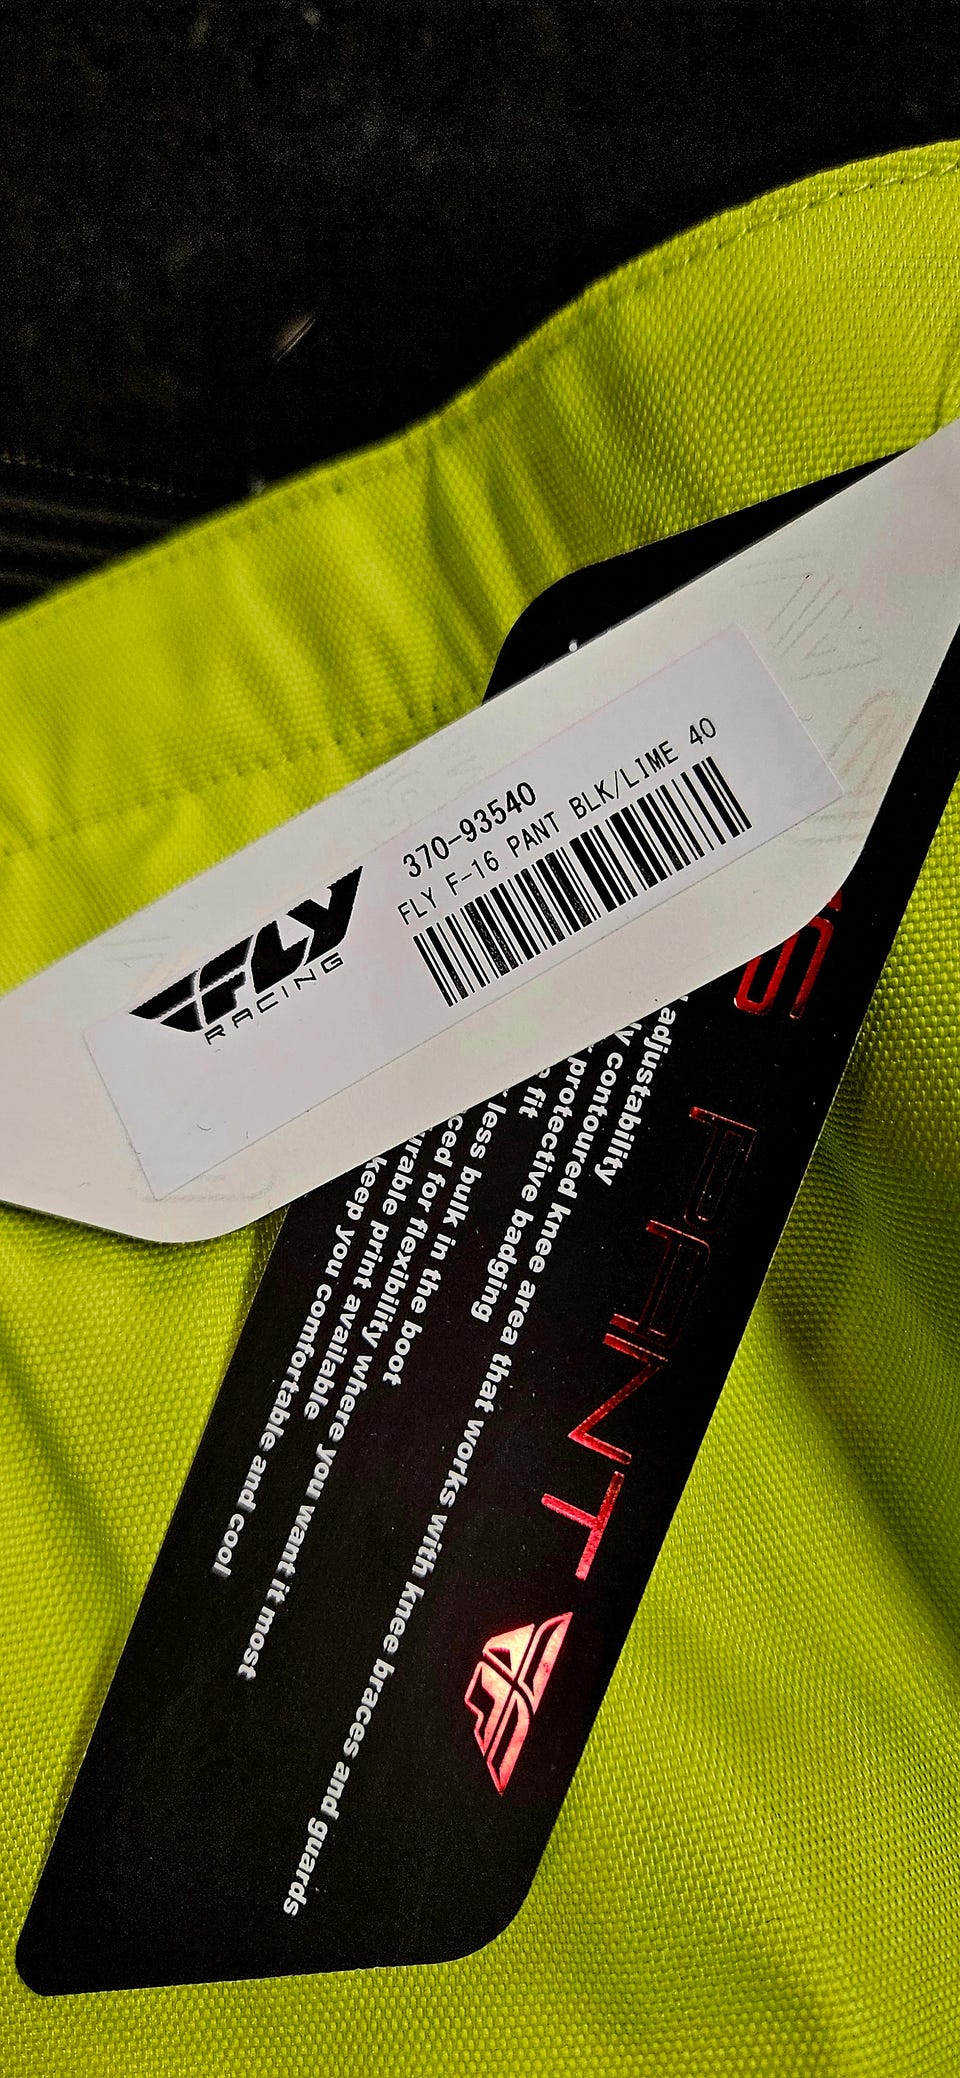 FLY
RACING
370-93540
FLY F-16 PANT BLK/LIME 40
PANT
adjustability
contoured knee area that works with knee braces and guards
protective badging
fit
less bulk in the boot
for flexibility where you want it most
print available
keep you comfortable and cool